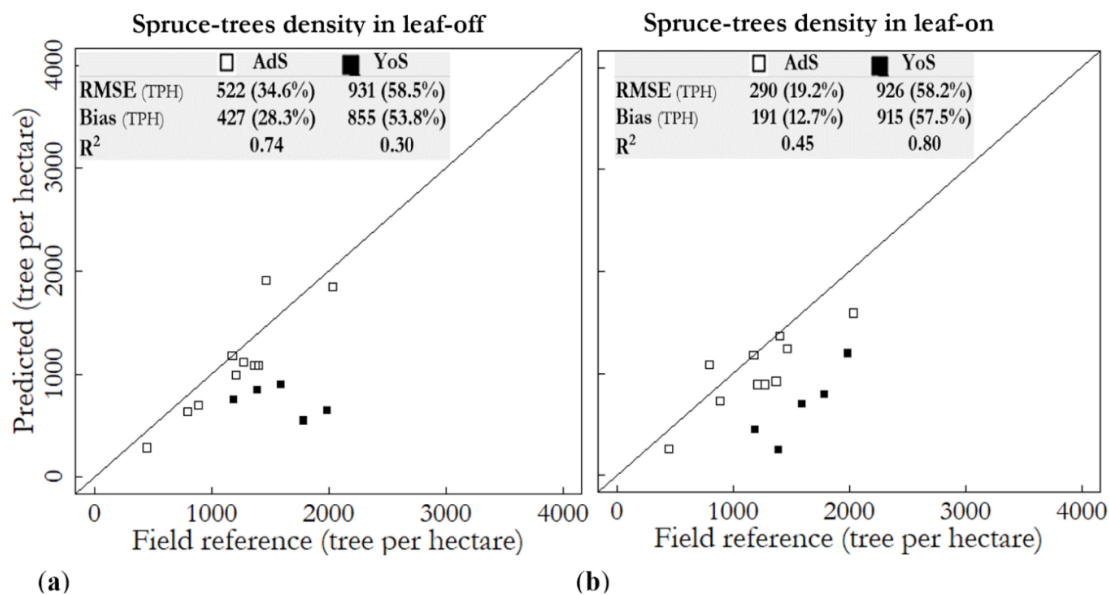 Spruce-trees density in leaf-off
AdS YoS
RMSE (TPH) 522 (34.6%) 931 (58.5%)
Bias (TPH) 427 (28.3%) 855 (53.8%)
R² 0.74 0.30
Predicted (tree per hectare)
4000
3000
2000
1000
0
0 1000 2000 3000 4000
Field reference (tree per hectare)
(a)
Spruce-trees density in leaf-on
AdS YoS
RMSE (TPH) 290 (19.2%) 926 (58.2%)
Bias (TPH) 191 (12.7%) 915 (57.5%)
R² 0.45 0.80
0 1000 2000 3000 4000
Field reference (tree per hectare)
(b)